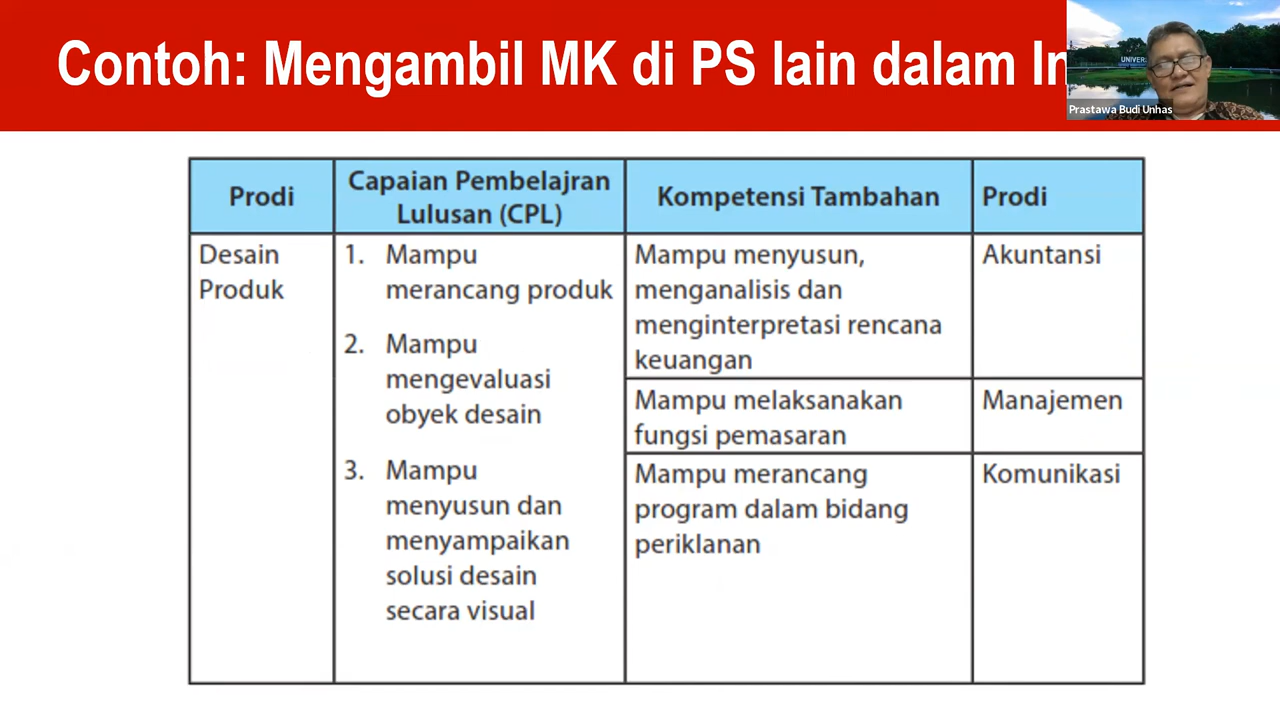 Contoh: Mengambil MK di PS lain dalam
UNIVER
Prastawa Budi Unhas
Prodi
Capaian Pembelajran
Lulusan (CPL)
Kompetensi Tambahan
Prodi
Desain
Produk
1. Mampu
merancang produk
2. Mampu
mengevaluasi
obyek desain
3. Mampu
menyusun dan
menyampaikan
solusi desain
secara visual
Mampu menyusun,
menganalisis dan
menginterpretasi rencana
keuangan
Akuntansi
Mampu melaksanakan
fungsi pemasaran
Manajemen
Mampu merancang
program dalam bidang
periklanan
Komunikasi